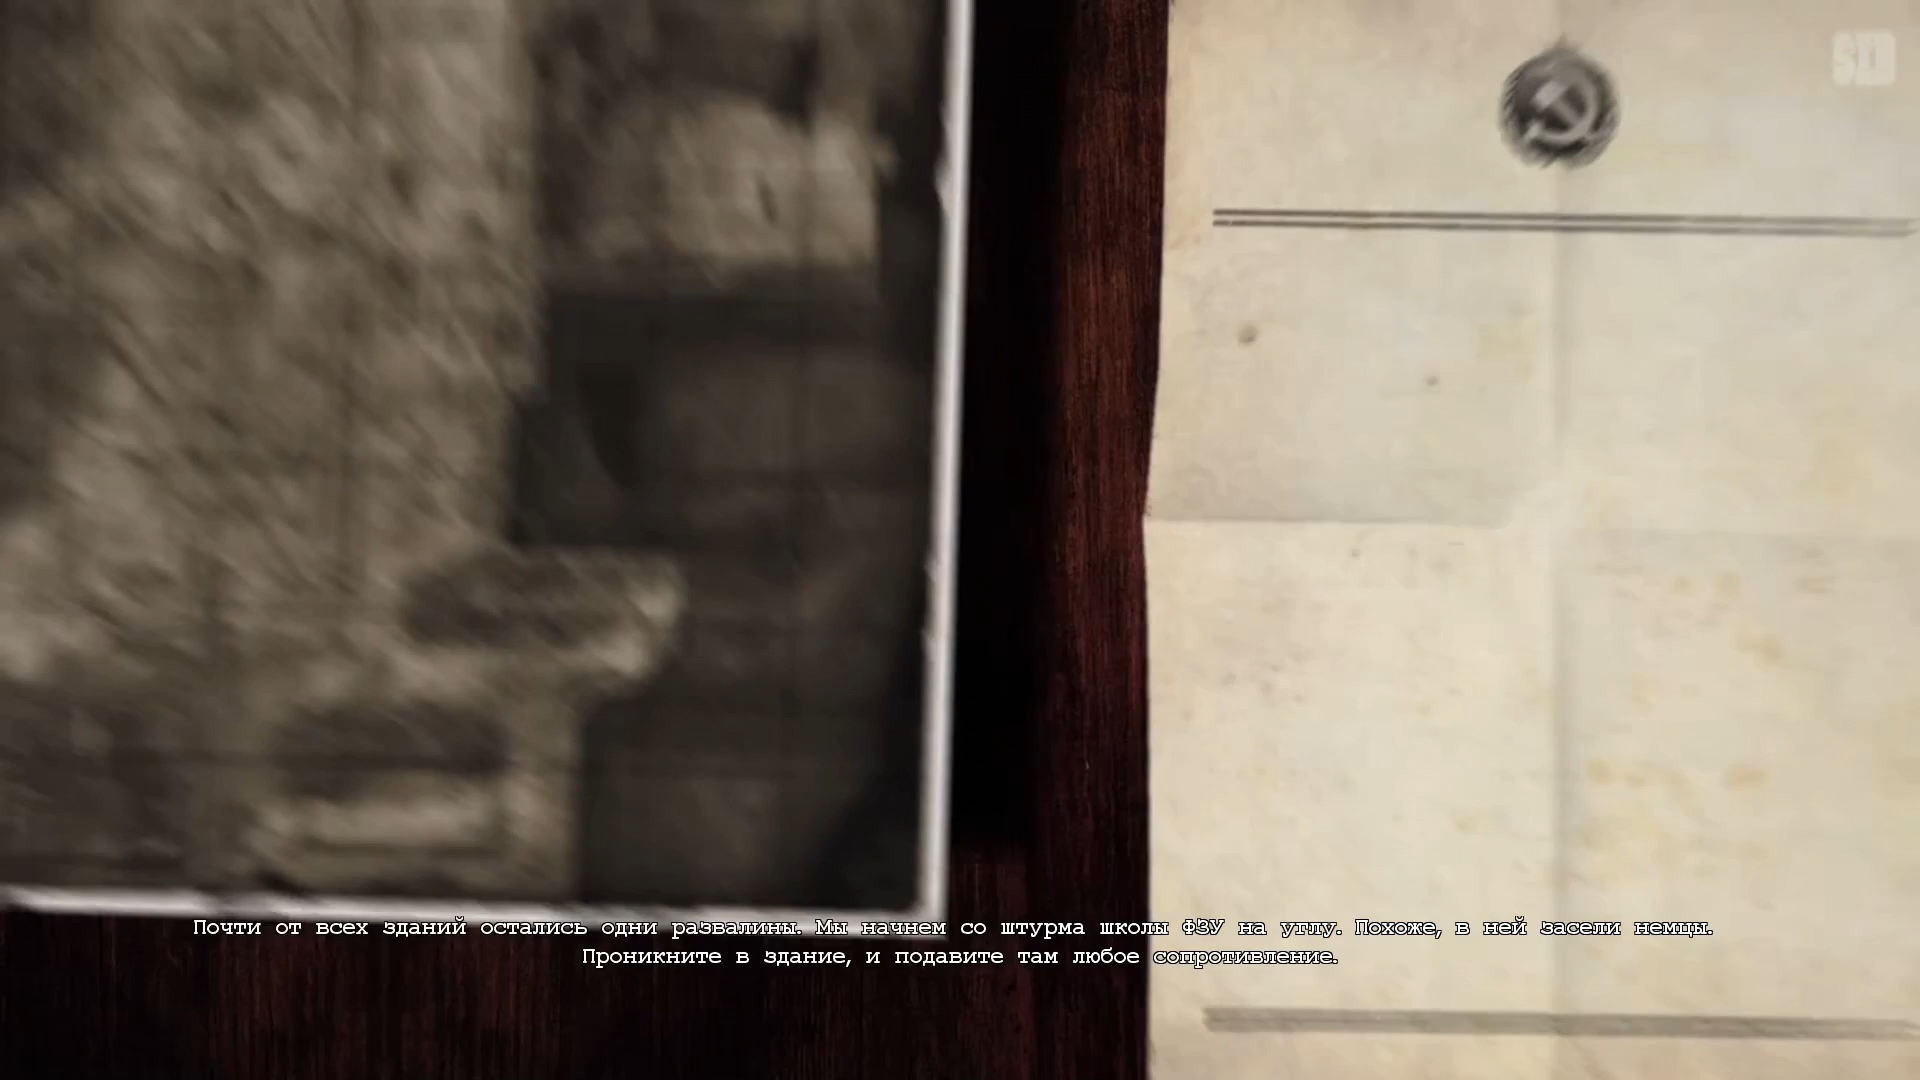 Почти от всех зданий остались одни развалины. Мы начнем со штурма школы ФЗУ на углу. Похоже, в ней засели немцы.
Проникните в здание, и подавите там любое сопротивление.